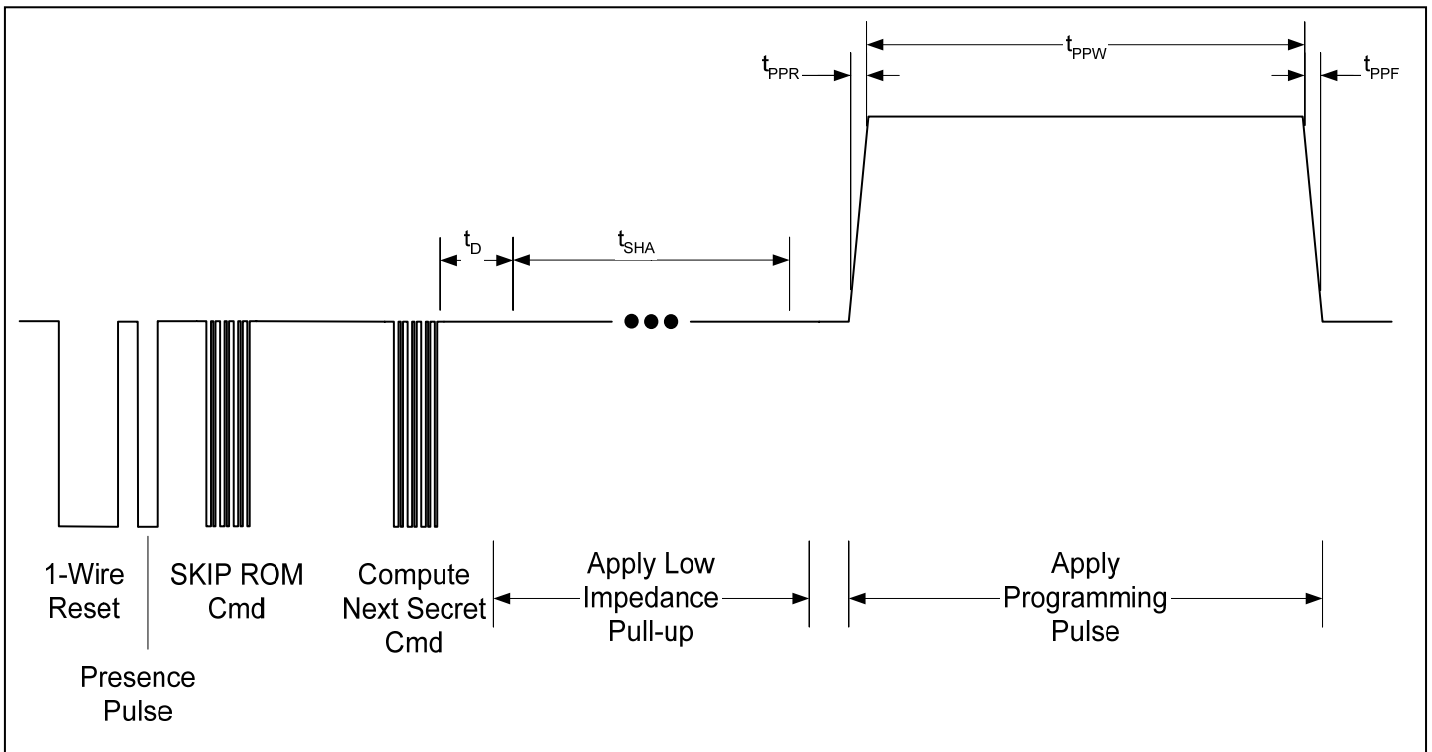 tPPW
tPPR
tPPF
tD
tSHA
1-Wire
Reset
Presence
Pulse
SKIP ROM
Cmd
Compute
Next Secret
Cmd
Apply Low
Impedance
Pull-up
Apply
Programming
Pulse